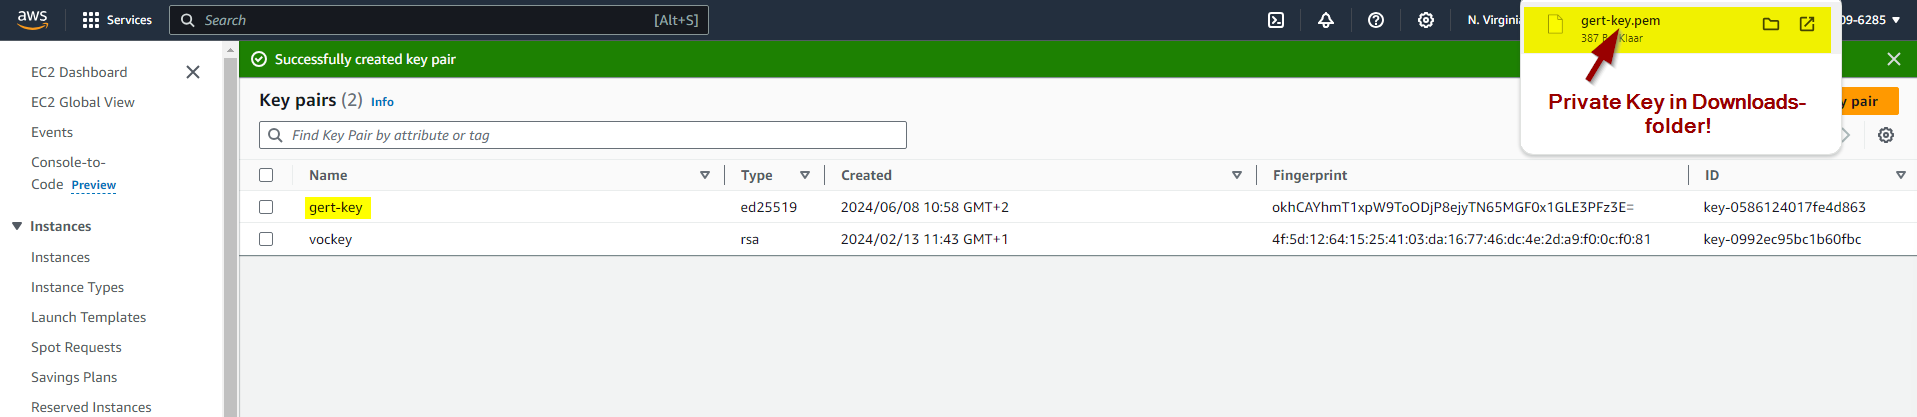 aws
Services
Search
[Alt+S]
N. Virginia
09-6285
gert-key.pem
387 B Klaar
Private Key in Downloads-
folder!
EC2 Dashboard
EC2 Global View
Events
Console-to-
Code Preview
Instances
Instances
Instance Types
Launch Templates
Spot Requests
Savings Plans
Reserved Instances
Successfully created key pair
Key pairs (2) Info
pair
Find Key Pair by attribute or tag
Name Type Created Fingerprint ID
gert-key ed25519 2024/06/08 10:58 GMT+2 okhCAYhmT1xpW9ToODjP8ejyTN65MGF0x1GLE3PFz3E= key-0586124017fe4d863
vockey rsa 2024/02/13 11:43 GMT+1 4f:5d:12:64:15:25:41:03:da:16:77:46:dc:4e:2d:a9:f0:0c:f0:81 key-0992ec95bc1b60fbc